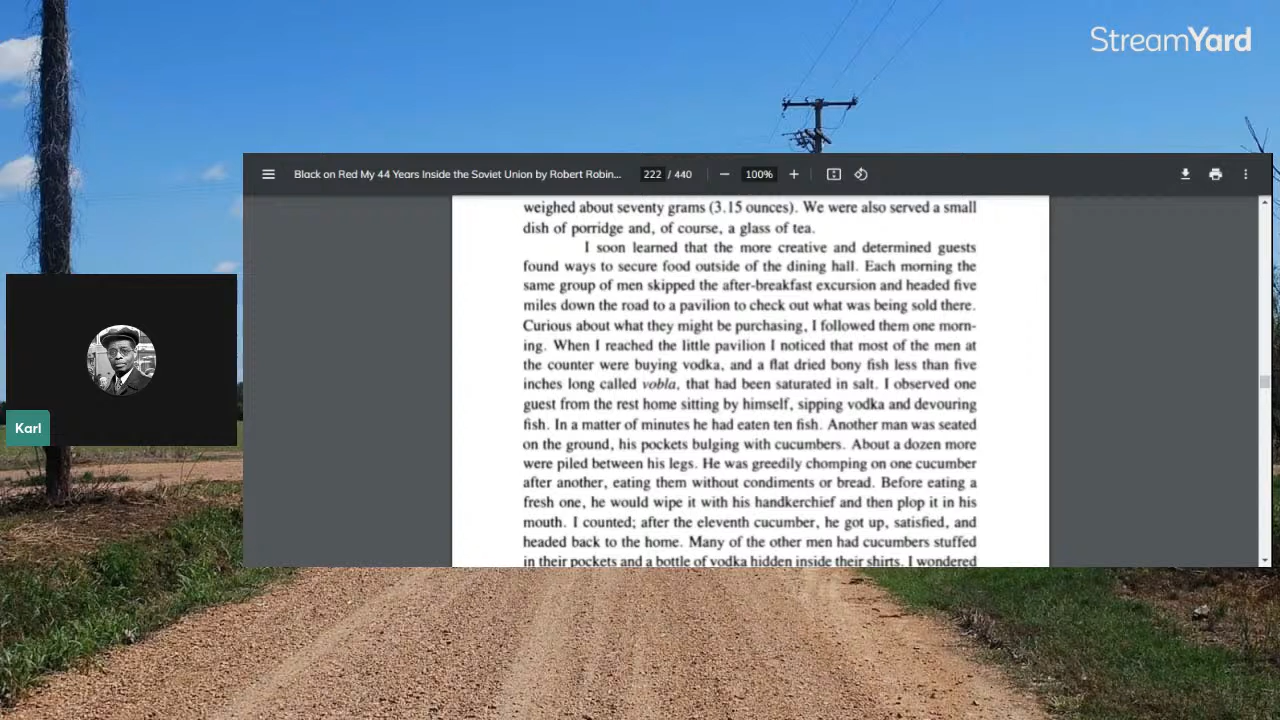 StreamYard
Black on Red My 44 Years Inside the Soviet Union by Robert Robin...
222 / 440
100%
weighed about seventy grams (3.15 ounces). We were also served a small
dish of porridge and, of course, a glass of tea.
I soon learned that the more creative and determined guests
found ways to secure food outside of the dining hall. Each morning the
same group of men skipped the after-breakfast excursion and headed five
miles down the road to a pavilion to check out what was being sold there.
Curious about what they might be purchasing, I followed them one morn-
ing. When I reached the little pavilion I noticed that most of the men at
the counter were buying vodka, and a flat dried bony fish less than five
inches long called vobla, that had been saturated in salt. I observed one
guest from the rest home sitting by himself, sipping vodka and devouring
fish. In a matter of minutes he had eaten ten fish. Another man was seated
on the ground, his pockets bulging with cucumbers. About a dozen more
were piled between his legs. He was greedily chomping on one cucumber
after another, eating them without condiments or bread. Before eating a
fresh one, he would wipe it with his handkerchief and then plop it in his
mouth. I counted; after the eleventh cucumber, he got up, satisfied, and
headed back to the home. Many of the other men had cucumbers stuffed
in their pockets and a bottle of vodka hidden inside their shirts. I wondered
Karl